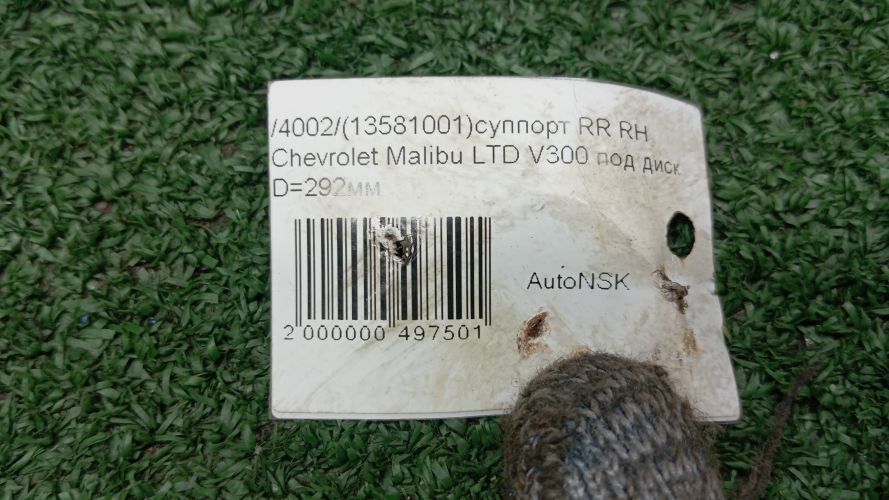 /4002/(13581001)суппорт RR RH
Chevrolet Malibu LTD V300 под диск
D=292мм
AutoNSK
2 000000 497501